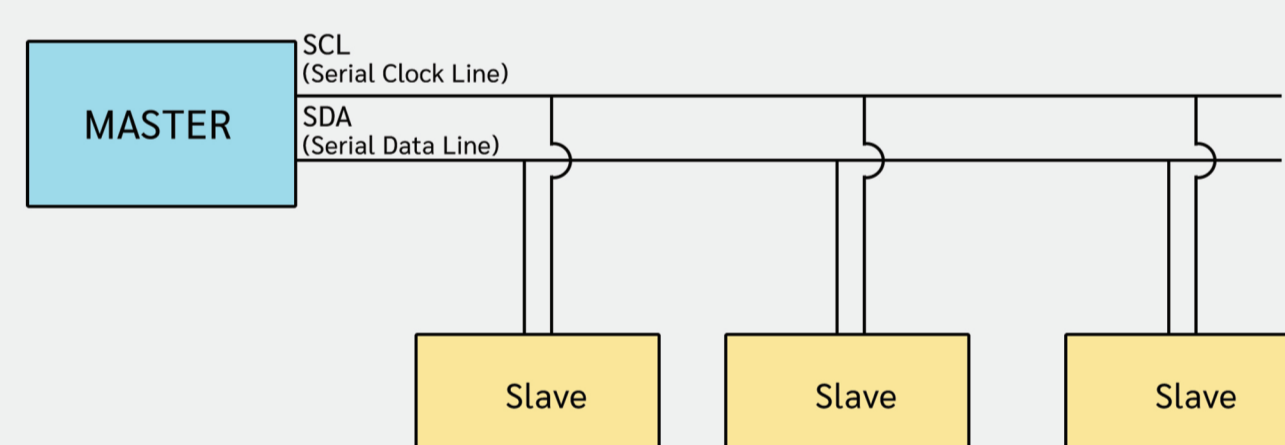 SCL
(Serial Clock Line)
MASTER
SDA
(Serial Data Line)
Slave
Slave
Slave